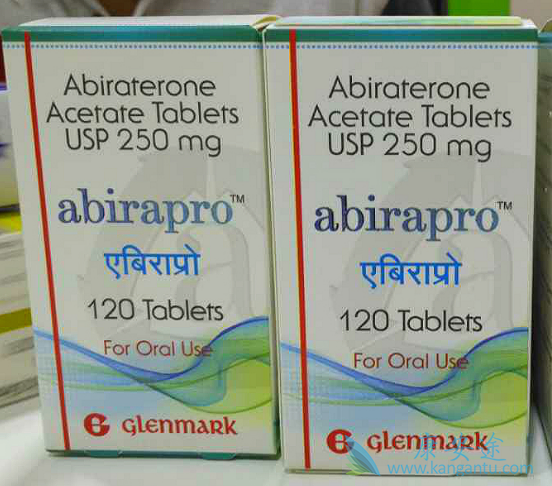 Abiraterone
Acetate Tablets
USP 250 mg
abirapro™
एबिराप्रो
120 Tablets
For Oral Use
G GLENMARK
Abiraterone
Acetate Tablets
USP 250 mg
abirapro™
एबिराप्रो
120 Tablets
For Oral Use
G GLENMARK
康安途
www.kangantu.com